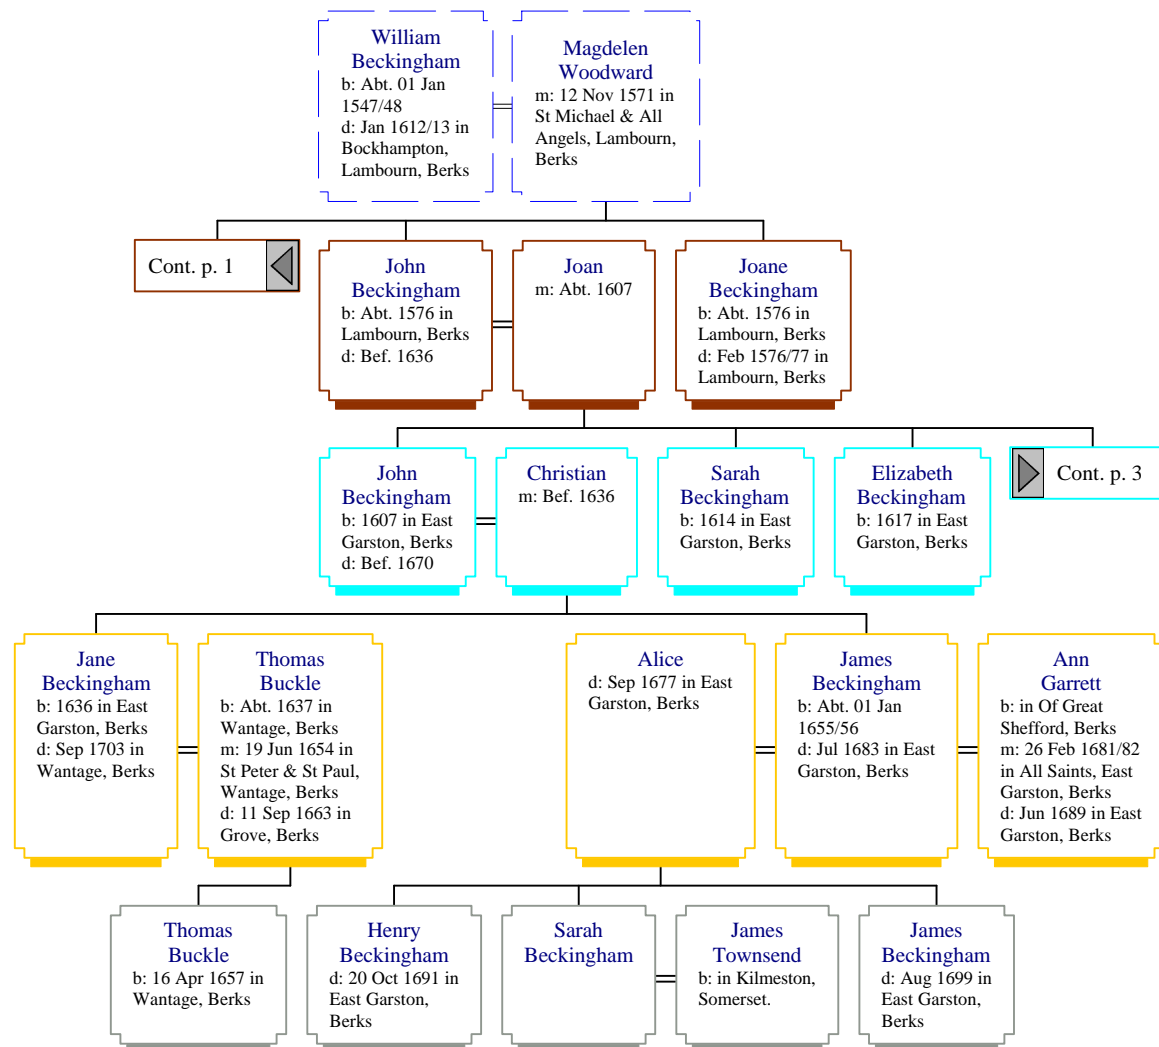 William
Beckingham
b: Abt. 01 Jan
1547/48
d: Jan 1612/13 in
Bockhampton,
Lambourn, Berks
Magdelen
Woodward
m: 12 Nov 1571 in
St Michael & All
Angels, Lambourn,
Berks
Cont. p. 1
John
Beckingham
b: Abt. 1576 in
Lambourn, Berks
d: Bef. 1636
Joan
m: Abt. 1607
Joane
Beckingham
b: Abt. 1576 in
Lambourn, Berks
d: Feb 1576/77 in
Lambourn, Berks
John
Beckingham
b: 1607 in East
Garston, Berks
d: Bef. 1670
Christian
m: Bef. 1636
Sarah
Beckingham
b: 1614 in East
Garston, Berks
Elizabeth
Beckingham
b: 1617 in East
Garston, Berks
Cont. p. 3
Jane
Beckingham
b: 1636 in East
Garston, Berks
d: Sep 1703 in
Wantage, Berks
Thomas
Buckle
b: Abt. 1637 in
Wantage, Berks
m: 19 Jun 1654 in
St Peter & St Paul,
Wantage, Berks
d: 11 Sep 1663 in
Grove, Berks
Alice
d: Sep 1677 in East
Garston, Berks
James
Beckingham
b: Abt. 01 Jan
1655/56
d: Jul 1683 in East
Garston, Berks
Ann
Garrett
b: in Of Great
Shefford, Berks
m: 26 Feb 1681/82
in All Saints, East
Garston, Berks
d: Jun 1689 in East
Garston, Berks
Thomas
Buckle
b: 16 Apr 1657 in
Wantage, Berks
Henry
Beckingham
d: 20 Oct 1691 in
East Garston,
Berks
Sarah
Beckingham
James
Townsend
b: in Kilmeston,
Somerset.
James
Beckingham
d: Aug 1699 in
East Garston,
Berks